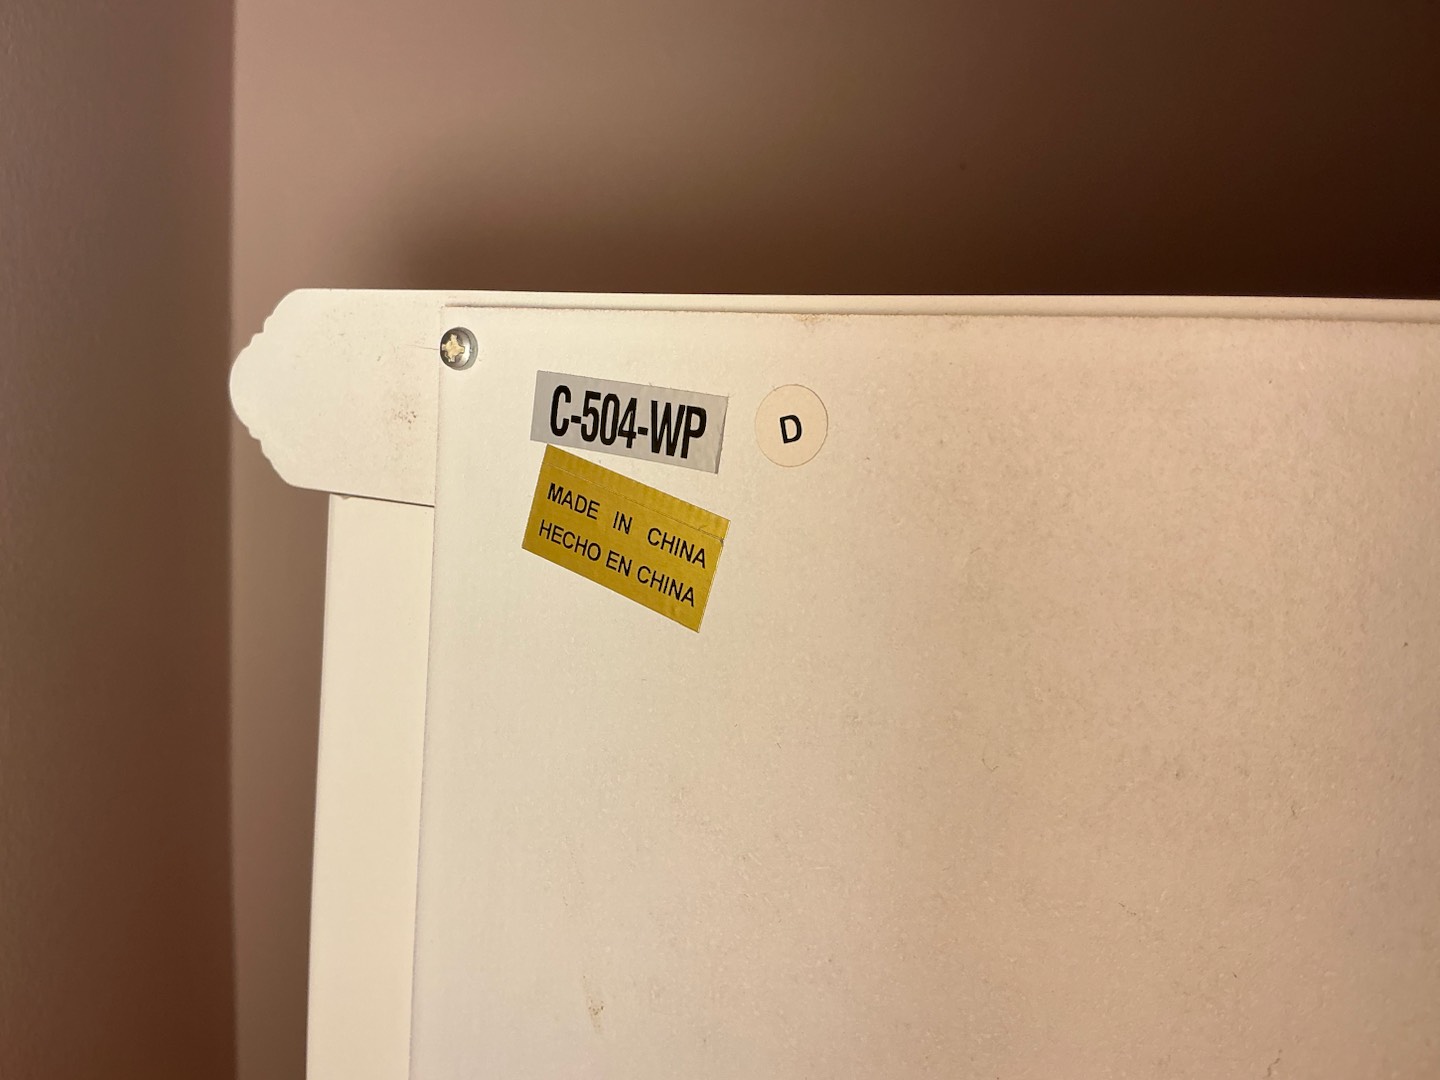 C-504-WP
D
MADE IN CHINA
HECHO EN CHINA